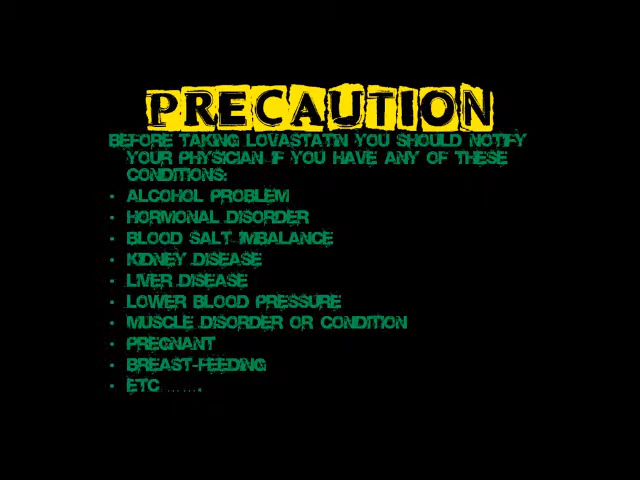 PRECAUTION
BEFORE TAKING LOVASTATIN YOU SHOULD NOTIFY
YOUR PHYSICIAN IF YOU HAVE ANY OF THESE
CONDITIONS:
• ALCOHOL PROBLEM
• HORMONAL DISORDER
• BLOOD SALT IMBALANCE
• KIDNEY DISEASE
• LIVER DISEASE
• LOWER BLOOD PRESSURE
• MUSCLE DISORDER OR CONDITION
• PREGNANT
• BREAST-FEEDING
• ETC …….